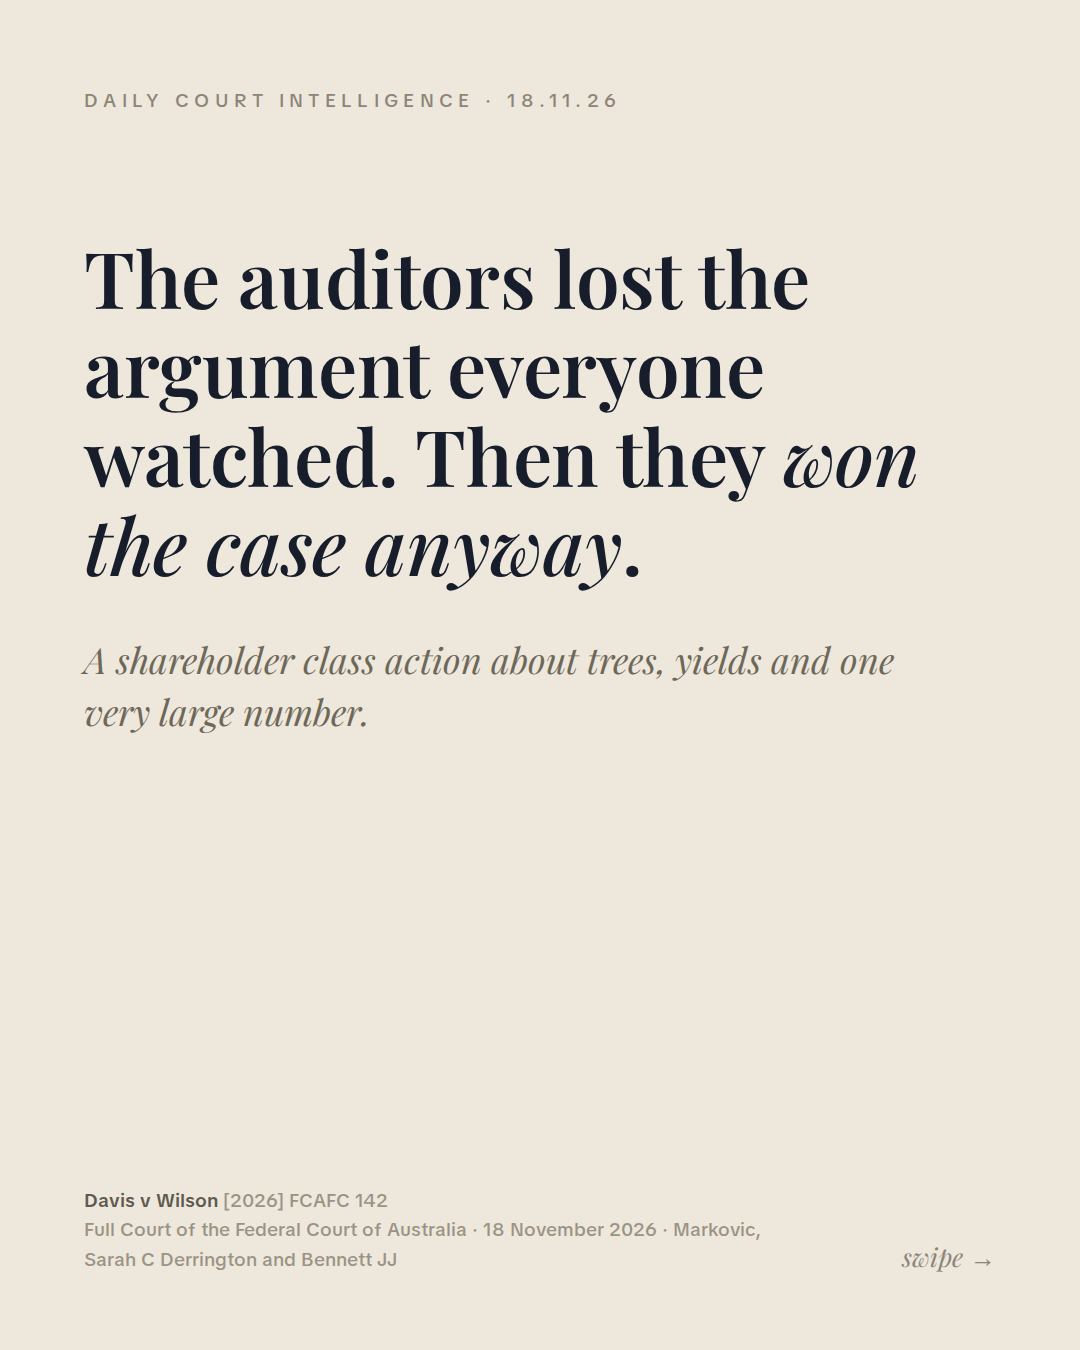 DAILY COURT INTELLIGENCE · 18.11.26
The auditors lost the
argument everyone
watched. Then they won
the case anyway.
A shareholder class action about trees, yields and one
very large number.
Davis v Wilson [2026] FCAFC 142
Full Court of the Federal Court of Australia · 18 November 2026 · Markovic,
Sarah C Derrington and Bennett JJ
swipe →